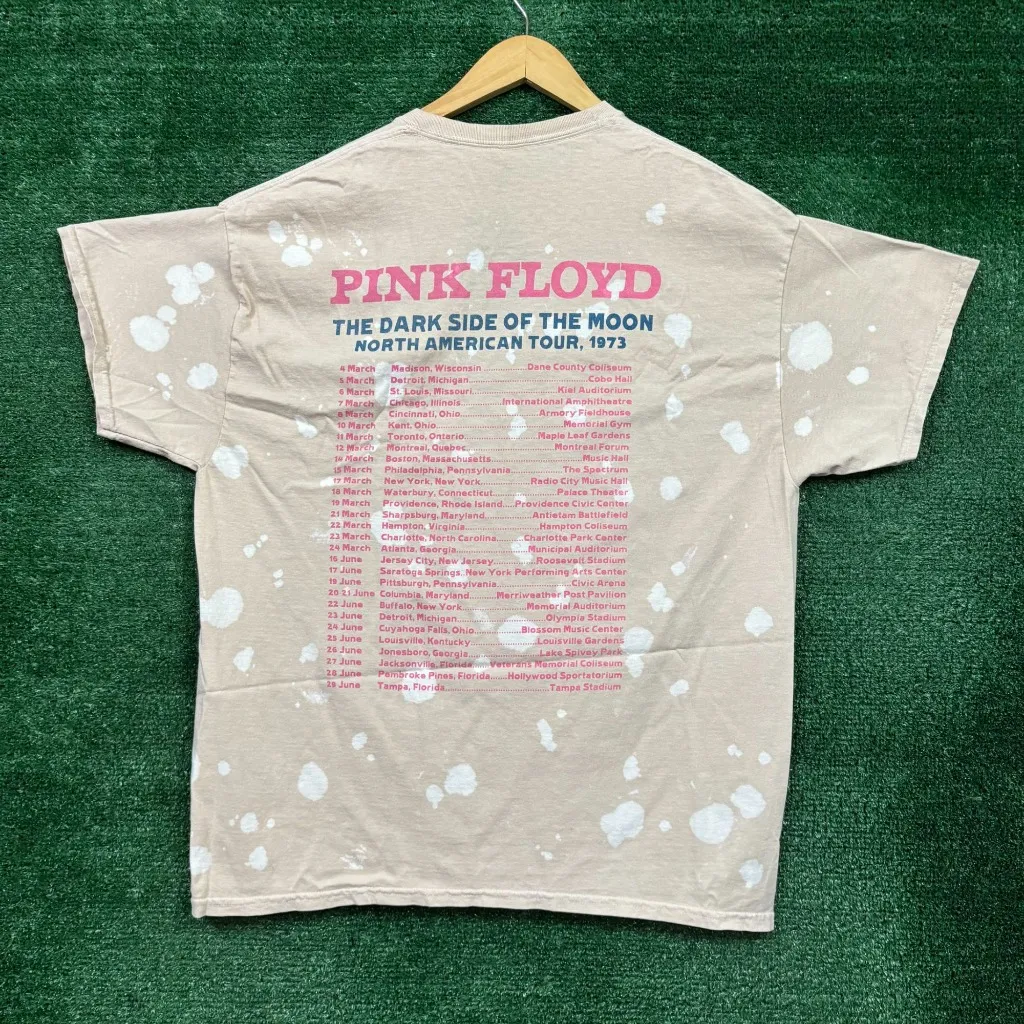 PINK FLOYD
THE DARK SIDE OF THE MOON
NORTH AMERICAN TOUR, 1973
4 March Madison, Wisconsin Dane County Coliseum
5 March Detroit, Michigan Cobo Hall
6 March St. Louis, Missouri Kiel Auditorium
7 March Chicago, Illinois International Amphitheatre
8 March Cincinnati, Ohio Armory Fieldhouse
10 March Kent, Ohio Memorial Gym
11 March Toronto, Ontario Maple Leaf Gardens
12 March Montreal, Quebec Montreal Forum
14 March Boston, Massachusetts Music Hall
15 March Philadelphia, Pennsylvania The Spectrum
17 March New York, New York Radio City Music Hall
18 March Waterbury, Connecticut Palace Theater
19 March Providence, Rhode Island Providence Civic Center
21 March Sharpsburg, Maryland Antietam Battlefield
22 March Hampton, Virginia Hampton Coliseum
23 March Charlotte, North Carolina Charlotte Park Center
24 March Atlanta, Georgia Municipal Auditorium
16 June Jersey City, New Jersey Roosevelt Stadium
17 June Saratoga Springs, New York Performing Arts Center
18 June Pittsburgh, Pennsylvania Civic Arena
20 21 June Columbia, Maryland Merriweather Post Pavilion
22 June Buffalo, New York Memorial Auditorium
23 June Detroit, Michigan Olympia Stadium
24 June Cuyahoga Falls, Ohio Blossom Music Center
25 June Louisville, Kentucky Louisville Gardens
26 June Jonesboro, Georgia Lake Spivey Park
27 June Jacksonville, Florida Veterans Memorial Coliseum
28 June Pembroke Pines, Florida Hollywood Sportatorium
29 June Tampa, Florida Tampa Stadium